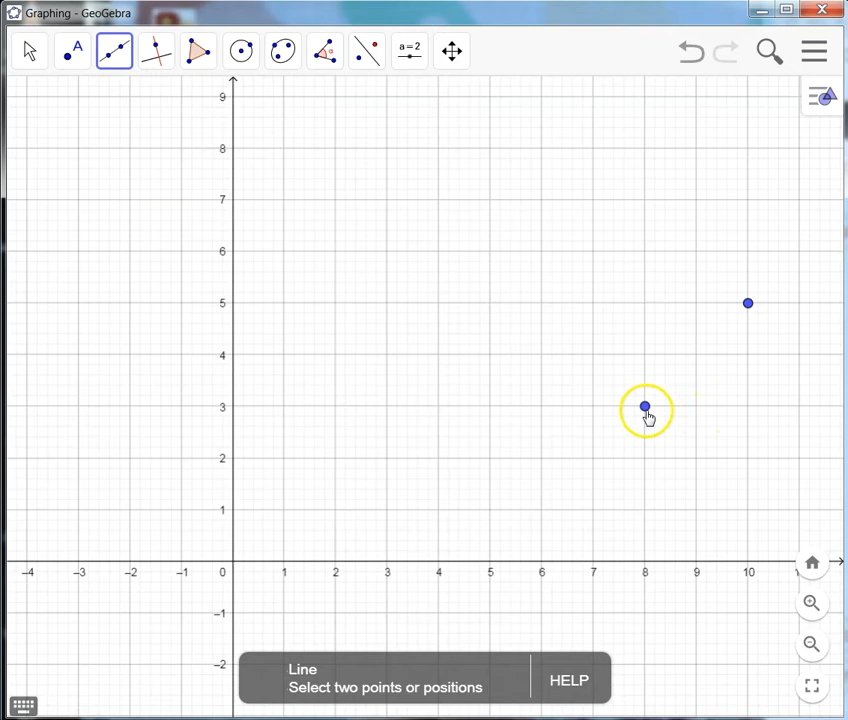 Graphing - GeoGebra
A
α
a=2
9
8
7
6
5
4
3
2
1
–4 –3 –2 –1 0 1 2 3 4 5 6 7 8 9 10
–1
–2
Line
Select two points or positions
HELP